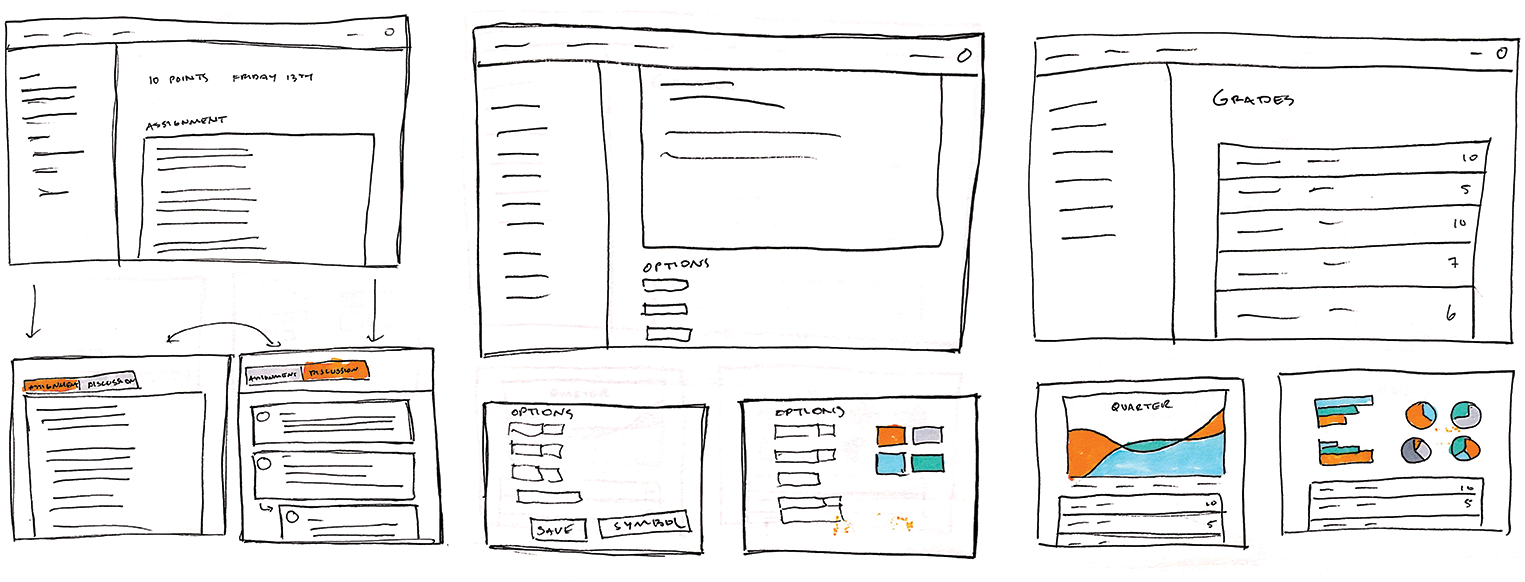 10 POINTS FRIDAY 13TH
ASSIGNMENT
ASSIGNMENT DISCUSSION
ASSIGNMENT DISCUSSION
OPTIONS
OPTIONS
SAVE SYMBOL
OPTIONS
GRADES
10
5
10
7
6
QUARTER
10
5
10
5